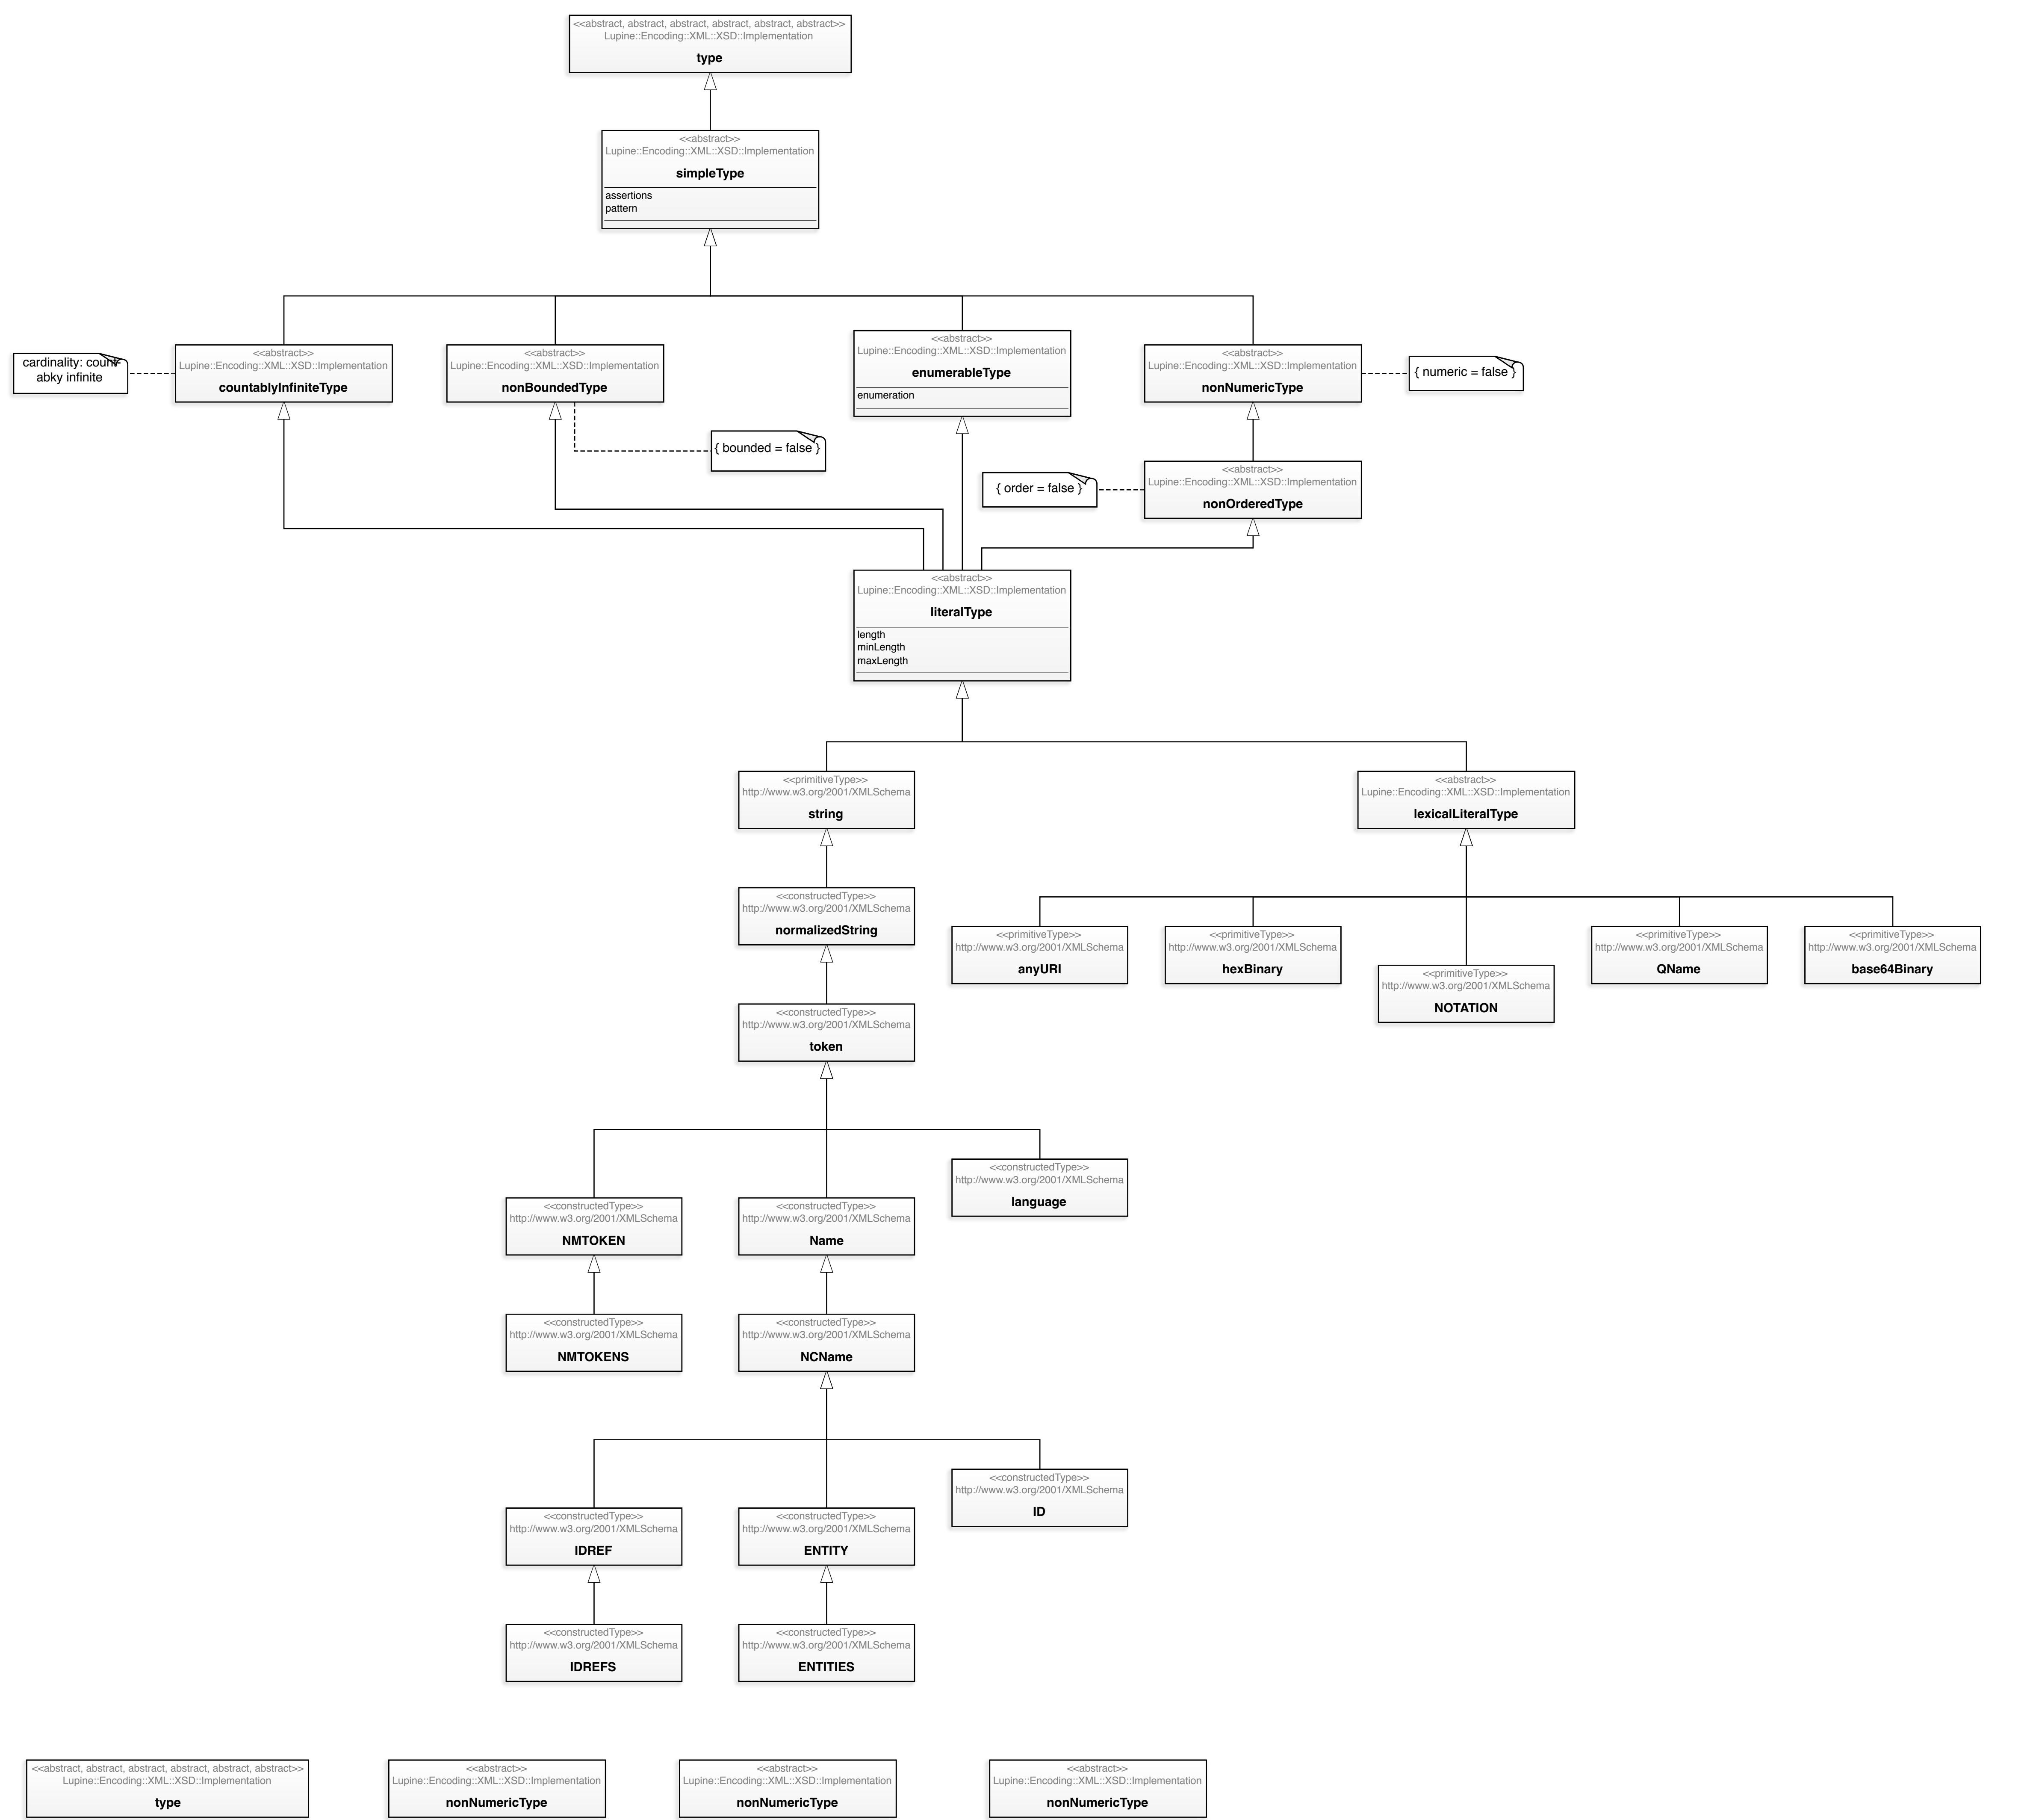 <<abstract, abstract, abstract, abstract, abstract, abstract>>
Lupine::Encoding::XML::XSD::Implementation
type
<<abstract>>
Lupine::Encoding::XML::XSD::Implementation
simpleType
assertions
pattern
cardinality: count-
abky infinite
<<abstract>>
Lupine::Encoding::XML::XSD::Implementation
countablyInfiniteType
<<abstract>>
Lupine::Encoding::XML::XSD::Implementation
nonBoundedType
<<abstract>>
Lupine::Encoding::XML::XSD::Implementation
enumerableType
enumeration
<<abstract>>
Lupine::Encoding::XML::XSD::Implementation
nonNumericType
{ numeric = false }
{ bounded = false }
{ order = false }
<<abstract>>
Lupine::Encoding::XML::XSD::Implementation
nonOrderedType
<<abstract>>
Lupine::Encoding::XML::XSD::Implementation
literalType
length
minLength
maxLength
<<primitiveType>>
http://www.w3.org/2001/XMLSchema
string
<<abstract>>
Lupine::Encoding::XML::XSD::Implementation
lexicalLiteralType
<<constructedType>>
http://www.w3.org/2001/XMLSchema
normalizedString
<<primitiveType>>
http://www.w3.org/2001/XMLSchema
anyURI
<<primitiveType>>
http://www.w3.org/2001/XMLSchema
hexBinary
<<primitiveType>>
http://www.w3.org/2001/XMLSchema
NOTATION
<<primitiveType>>
http://www.w3.org/2001/XMLSchema
QName
<<primitiveType>>
http://www.w3.org/2001/XMLSchema
base64Binary
<<constructedType>>
http://www.w3.org/2001/XMLSchema
token
<<constructedType>>
http://www.w3.org/2001/XMLSchema
language
<<constructedType>>
http://www.w3.org/2001/XMLSchema
NMTOKEN
<<constructedType>>
http://www.w3.org/2001/XMLSchema
Name
<<constructedType>>
http://www.w3.org/2001/XMLSchema
NMTOKENS
<<constructedType>>
http://www.w3.org/2001/XMLSchema
NCName
<<constructedType>>
http://www.w3.org/2001/XMLSchema
ID
<<constructedType>>
http://www.w3.org/2001/XMLSchema
IDREF
<<constructedType>>
http://www.w3.org/2001/XMLSchema
ENTITY
<<constructedType>>
http://www.w3.org/2001/XMLSchema
IDREFS
<<constructedType>>
http://www.w3.org/2001/XMLSchema
ENTITIES
<<abstract, abstract, abstract, abstract, abstract, abstract>>
Lupine::Encoding::XML::XSD::Implementation
type
<<abstract>>
Lupine::Encoding::XML::XSD::Implementation
nonNumericType
<<abstract>>
Lupine::Encoding::XML::XSD::Implementation
nonNumericType
<<abstract>>
Lupine::Encoding::XML::XSD::Implementation
nonNumericType